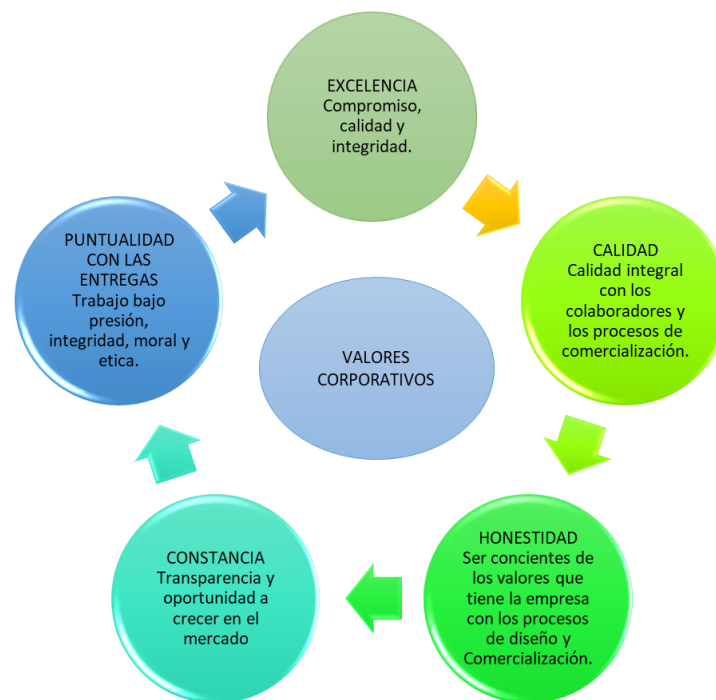 EXCELENCIA
Compromiso,
calidad y
integridad.
CALIDAD
Calidad integral
con los
colaboradores y
los procesos de
comercialización.
HONESTIDAD
Ser concientes de
los valores que
tiene la empresa
con los procesos
de diseño y
Comercialización.
CONSTANCIA
Transparencia y
oportunidad a
crecer en el
mercado
PUNTUALIDAD
CON LAS
ENTREGAS
Trabajo bajo
presión,
integridad, moral y
etica.
VALORES
CORPORATIVOS